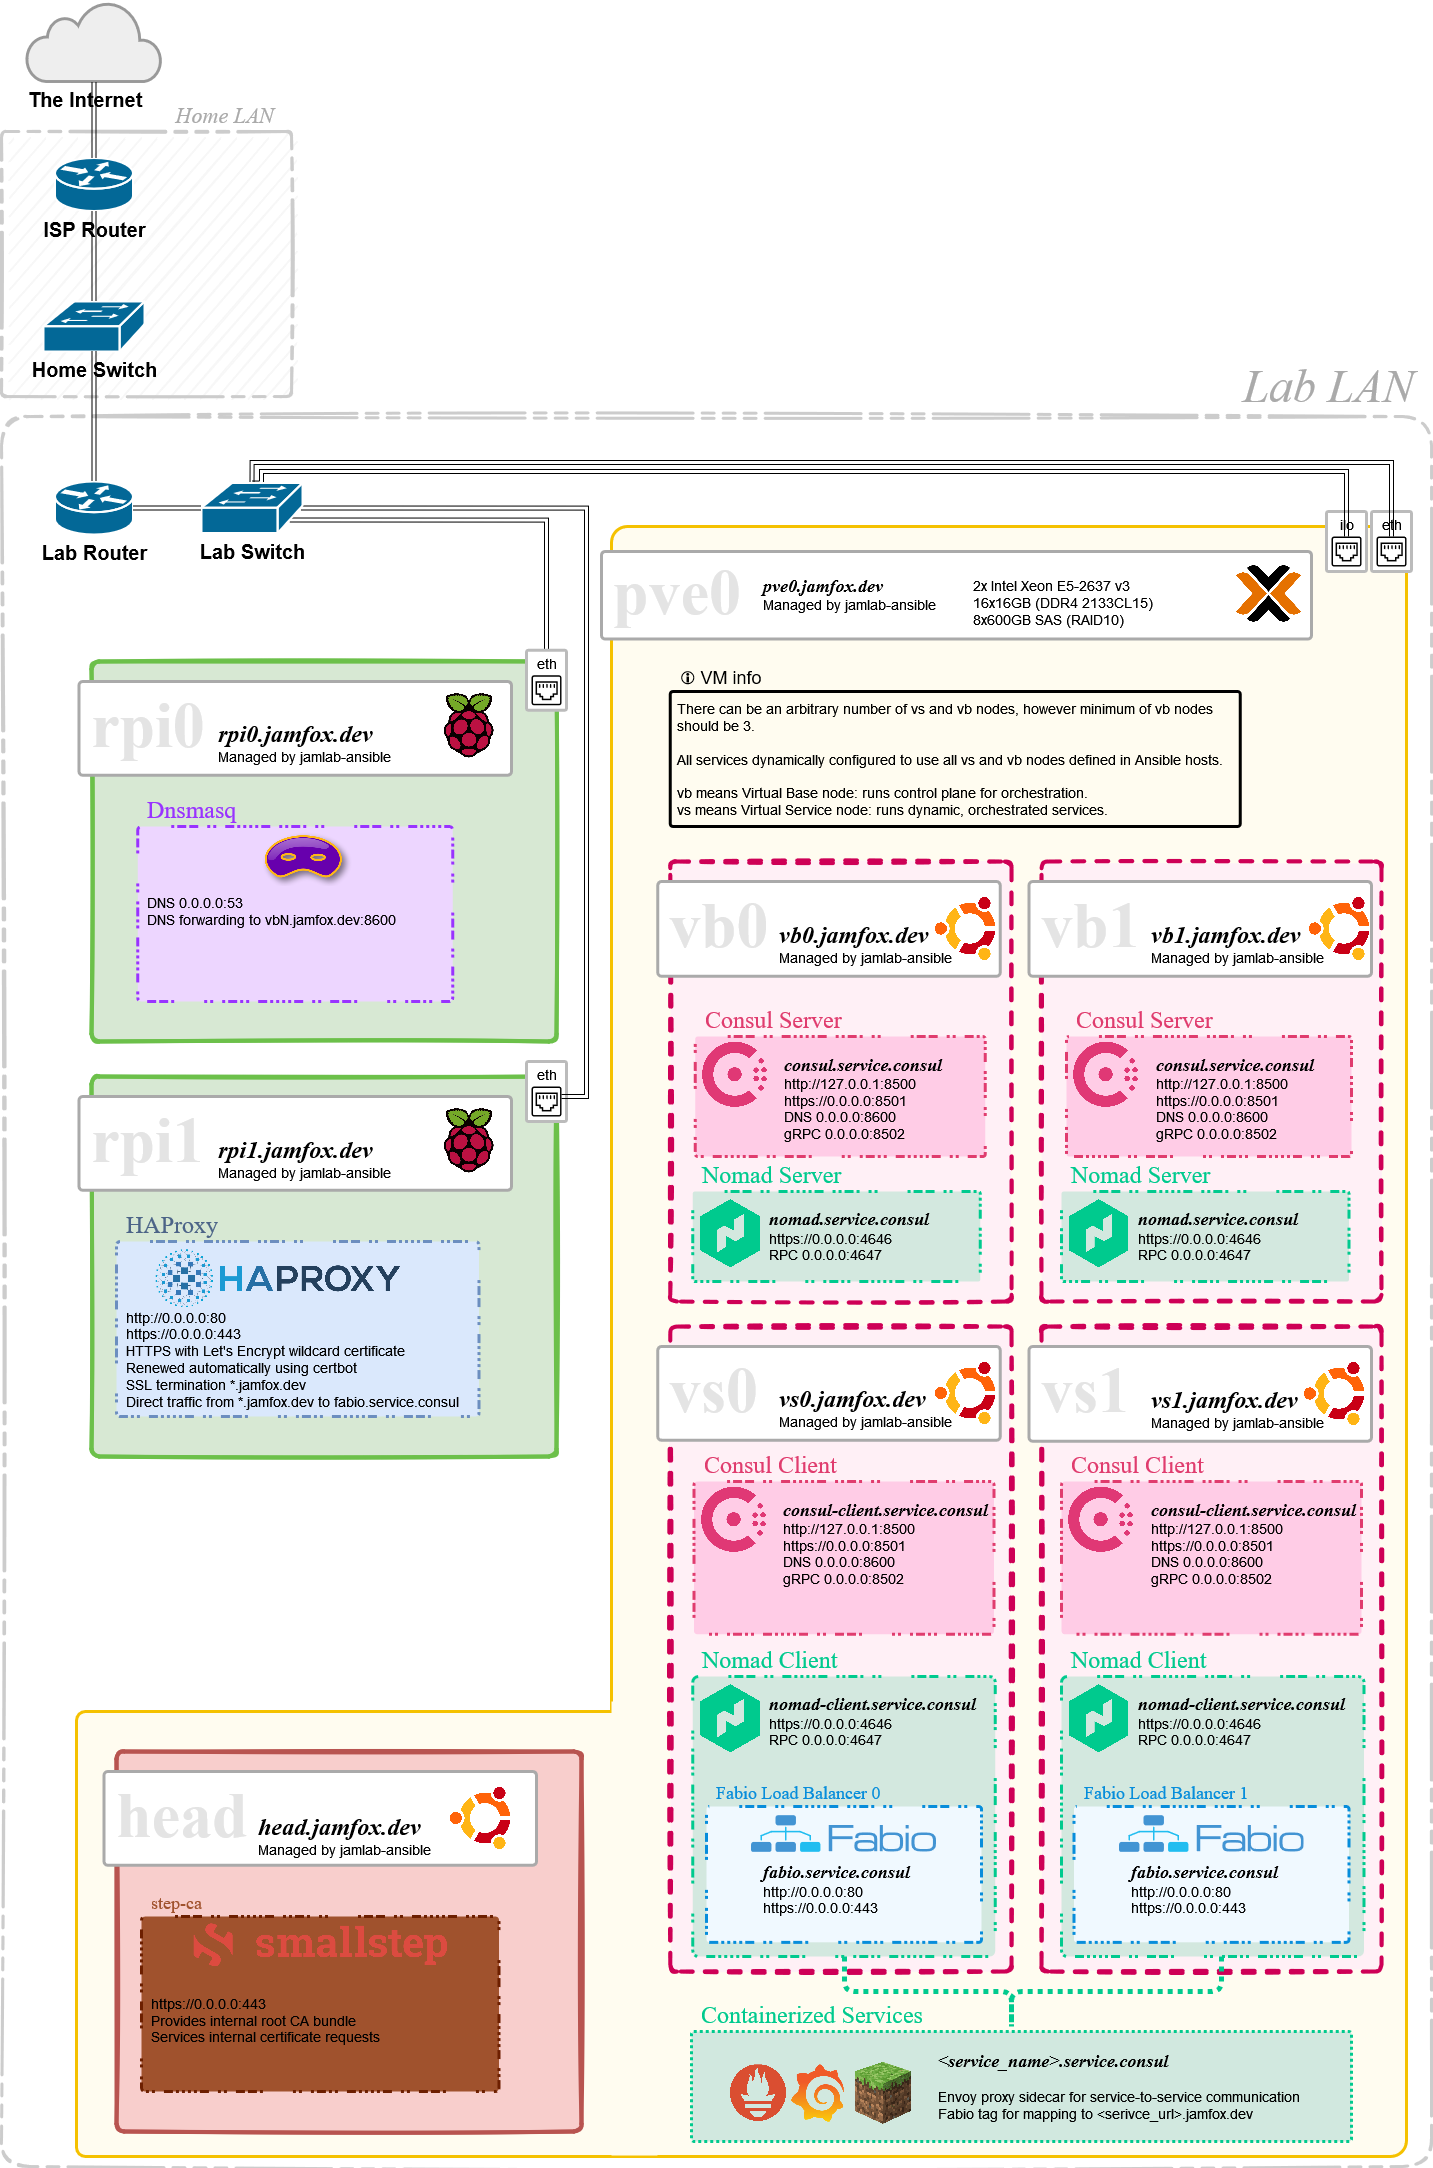 The Internet
Home LAN
ISP Router
Home Switch
Lab LAN
Lab Router
Lab Switch
ilo
eth
pve0
pve0.jamfox.dev
Managed by jamlab-ansible
2x Intel Xeon E5-2637 v3
16x16GB (DDR4 2133CL15)
8x600GB SAS (RAID10)
VM info
There can be an arbitrary number of vs and vb nodes, however minimum of vb nodes
should be 3.
All services dynamically configured to use all vs and vb nodes defined in Ansible hosts.
vb means Virtual Base node: runs control plane for orchestration.
vs means Virtual Service node: runs dynamic, orchestrated services.
eth
rpi0
rpi0.jamfox.dev
Managed by jamlab-ansible
Dnsmasq
DNS 0.0.0.0:53
DNS forwarding to vbN.jamfox.dev:8600
eth
rpi1
rpi1.jamfox.dev
Managed by jamlab-ansible
HAProxy
HAPROXY
http://0.0.0.0:80
https://0.0.0.0:443
HTTPS with Let's Encrypt wildcard certificate
Renewed automatically using certbot
SSL termination *.jamfox.dev
Direct traffic from *.jamfox.dev to fabio.service.consul
vb0
vb0.jamfox.dev
Managed by jamlab-ansible
Consul Server
consul.service.consul
http://127.0.0.1:8500
https://0.0.0.0:8501
DNS 0.0.0.0:8600
gRPC 0.0.0.0:8502
Nomad Server
nomad.service.consul
https://0.0.0.0:4646
RPC 0.0.0.0:4647
vb1
vb1.jamfox.dev
Managed by jamlab-ansible
Consul Server
consul.service.consul
http://127.0.0.1:8500
https://0.0.0.0:8501
DNS 0.0.0.0:8600
gRPC 0.0.0.0:8502
Nomad Server
nomad.service.consul
https://0.0.0.0:4646
RPC 0.0.0.0:4647
vs0
vs0.jamfox.dev
Managed by jamlab-ansible
Consul Client
consul-client.service.consul
http://127.0.0.1:8500
https://0.0.0.0:8501
DNS 0.0.0.0:8600
gRPC 0.0.0.0:8502
Nomad Client
nomad-client.service.consul
https://0.0.0.0:4646
RPC 0.0.0.0:4647
Fabio Load Balancer 0
Fabio
fabio.service.consul
http://0.0.0.0:80
https://0.0.0.0:443
vs1
vs1.jamfox.dev
Managed by jamlab-ansible
Consul Client
consul-client.service.consul
http://127.0.0.1:8500
https://0.0.0.0:8501
DNS 0.0.0.0:8600
gRPC 0.0.0.0:8502
Nomad Client
nomad-client.service.consul
https://0.0.0.0:4646
RPC 0.0.0.0:4647
Fabio Load Balancer 1
Fabio
fabio.service.consul
http://0.0.0.0:80
https://0.0.0.0:443
head
head.jamfox.dev
Managed by jamlab-ansible
step-ca
smallstep
https://0.0.0.0:443
Provides internal root CA bundle
Services internal certificate requests
Containerized Services
<service_name>.service.consul
Envoy proxy sidecar for service-to-service communication
Fabio tag for mapping to <serivce_url>.jamfox.dev